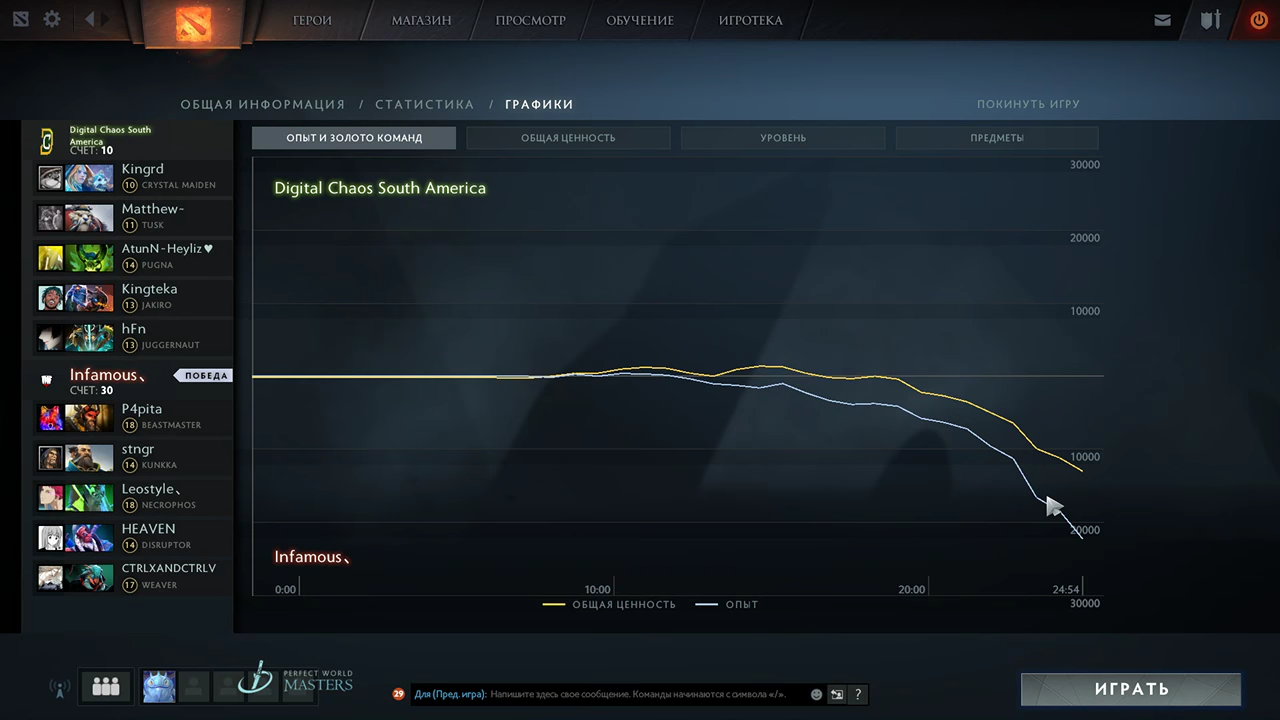 ГЕРОИ
МАГАЗИН
ПРОСМОТР
ОБУЧЕНИЕ
ИГРОТЕКА
ОБЩАЯ ИНФОРМАЦИЯ / СТАТИСТИКА / ГРАФИКИ
ПОКИНУТЬ ИГРУ
Digital Chaos South
America
СЧЕТ: 10
Kingrd
10 CRYSTAL MAIDEN
Matthew~
11 TUSK
AtunN-Heyliz♥
14 PUGNA
Kingteka
13 JAKIRO
hFn
13 JUGGERNAUT
Infamous、
ПОБЕДА
СЧЕТ: 30
P4pita
18 BEASTMASTER
stngr
14 KUNKKA
Leostyle、
18 NECROPHOS
HEAVEN
14 DISRUPTOR
CTRLXANDCTRLV
17 WEAVER
ОПЫТ И ЗОЛОТО КОМАНД
ОБЩАЯ ЦЕННОСТЬ
УРОВЕНЬ
ПРЕДМЕТЫ
30000
Digital Chaos South America
20000
10000
10000
20000
Infamous、
0:00
10:00
20:00
24:54
30000
ОБЩАЯ ЦЕННОСТЬ
ОПЫТ
PERFECT WORLD
MASTERS
29
Для (Пред. игра): Напишите здесь свое сообщение. Команды начинаются с символа «/».
?
ИГРАТЬ